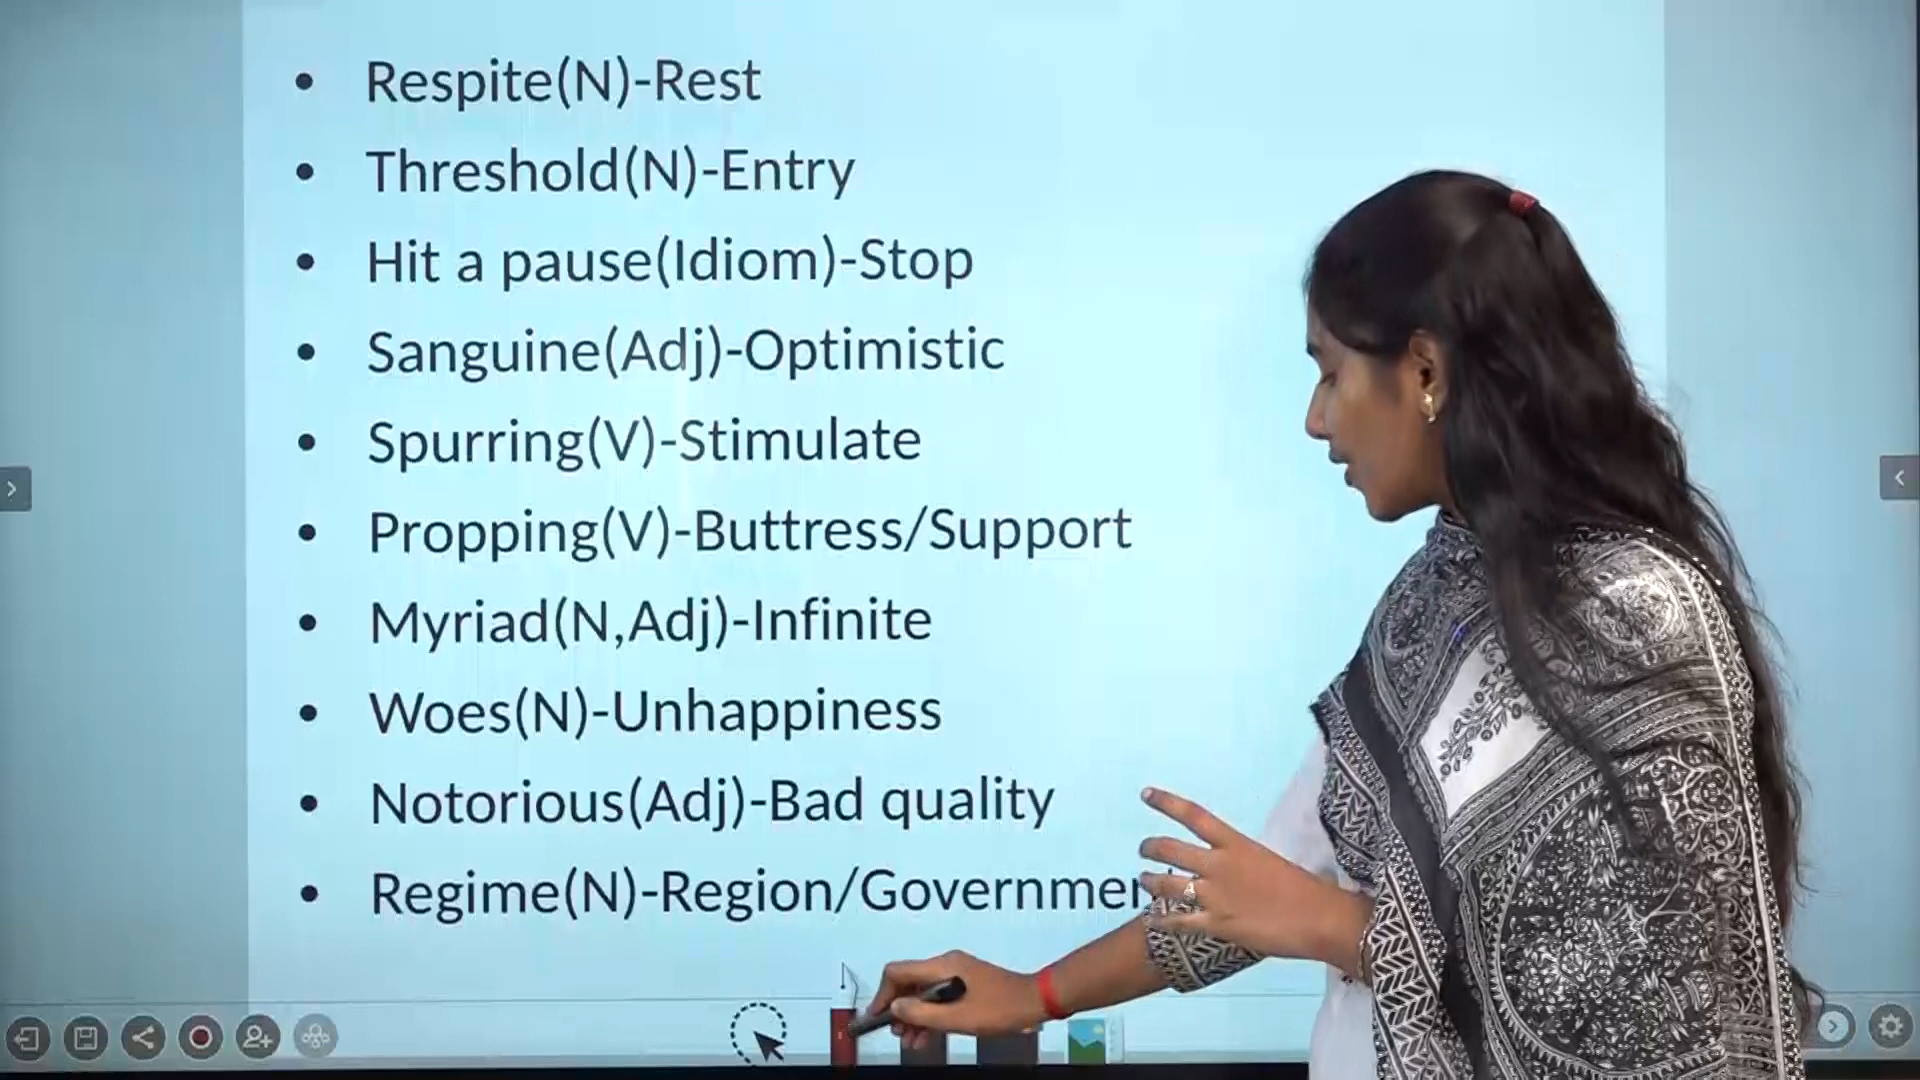 • Respite(N)-Rest
• Threshold(N)-Entry
• Hit a pause(Idiom)-Stop
• Sanguine(Adj)-Optimistic
• Spurring(V)-Stimulate
• Propping(V)-Buttress/Support
• Myriad(N,Adj)-Infinite
• Woes(N)-Unhappiness
• Notorious(Adj)-Bad quality
• Regime(N)-Region/Governmen